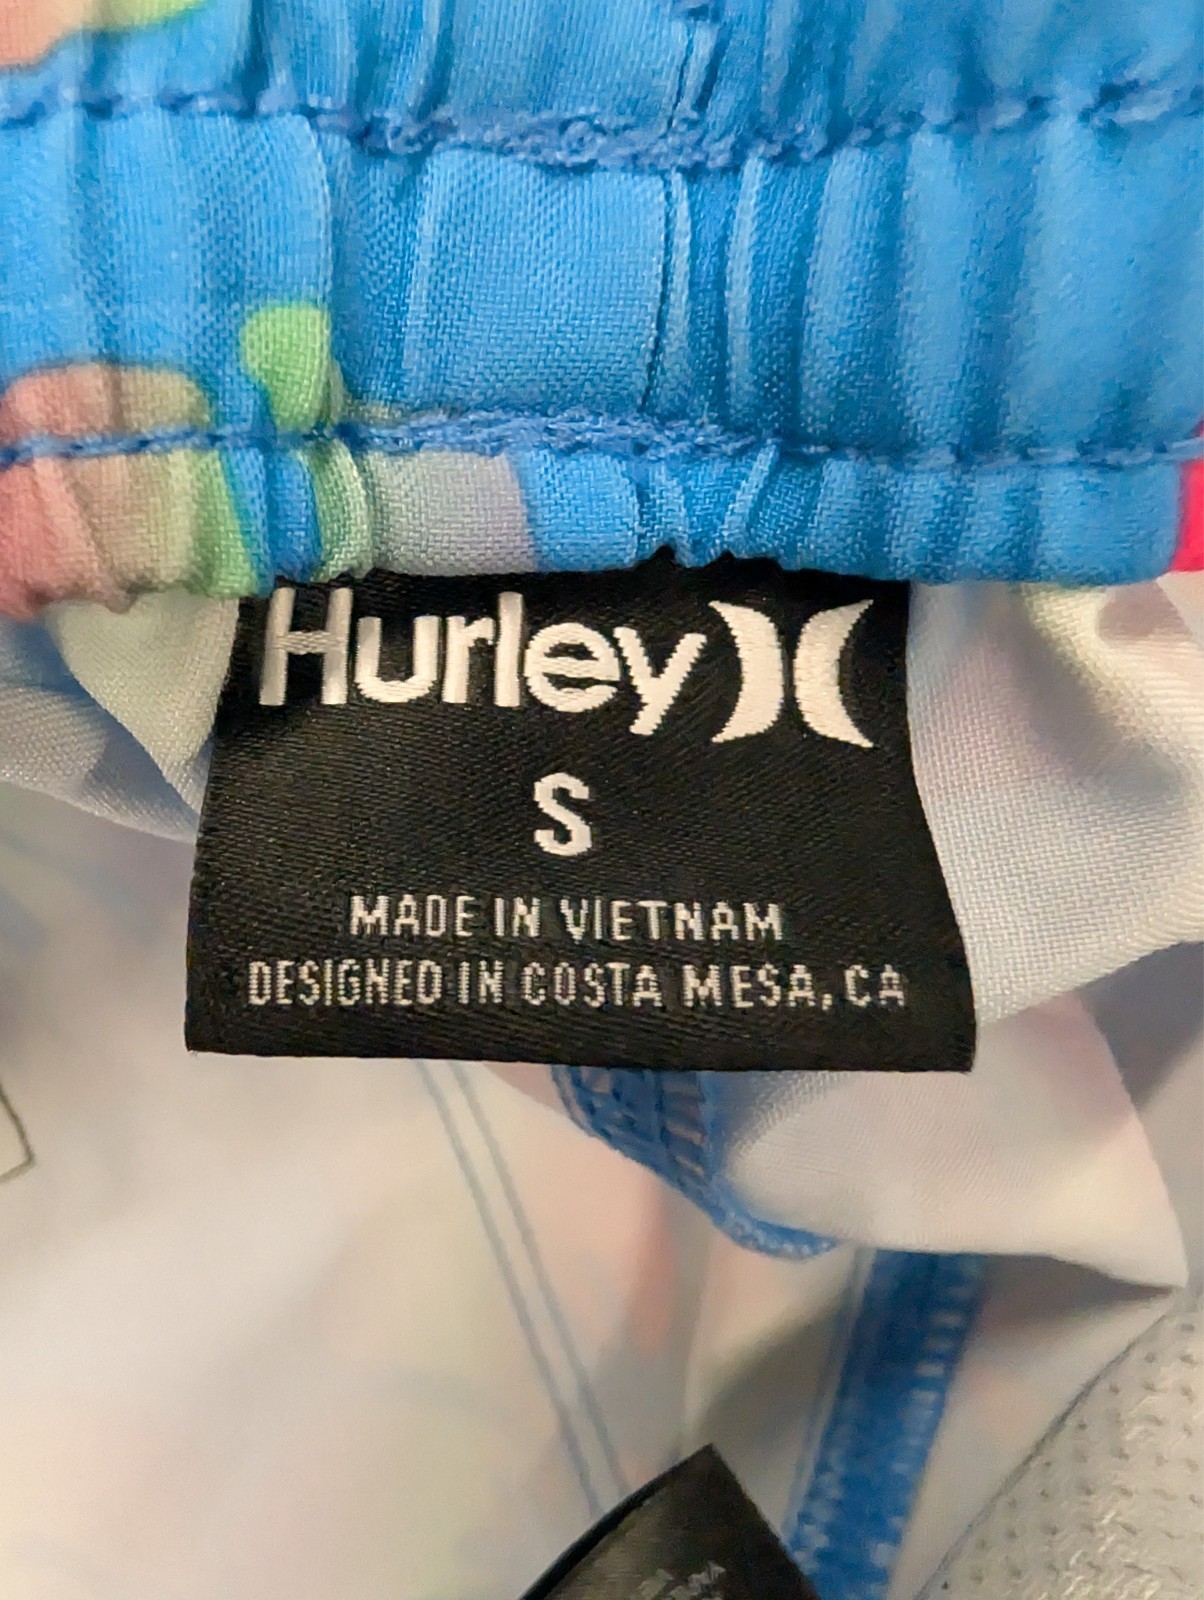 Hurley
S
MADE IN VIETNAM
DESIGNED IN COSTA MESA, CA